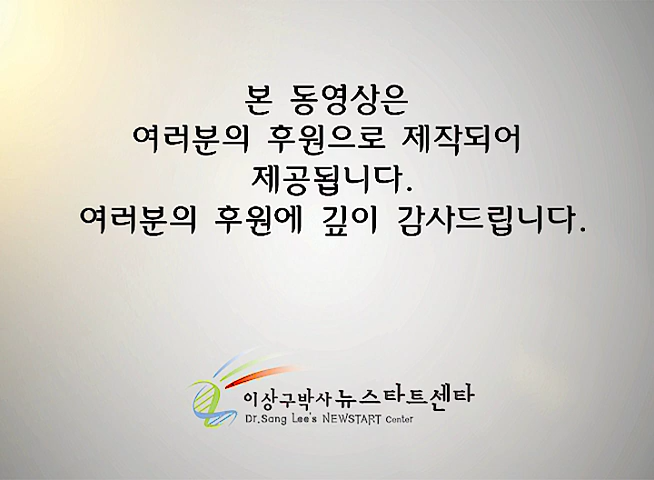 본 동영상은
여러분의 후원으로 제작되어
제공됩니다.
여러분의 후원에 깊이 감사드립니다.
이상구박사뉴스타트센타
Dr.Sang Lee's NEWSTART Center